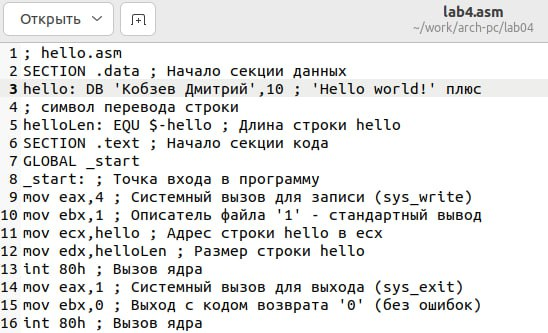 Открыть
lab4.asm
~/work/arch-pc/lab04
1 ; hello.asm
2 SECTION .data ; Начало секции данных
3 hello: DB 'Кобзев Дмитрий',10 ; 'Hello world!' плюс
4 ; символ перевода строки
5 helloLen: EQU $-hello ; Длина строки hello
6 SECTION .text ; Начало секции кода
7 GLOBAL _start
8 _start: ; Точка входа в программу
9 mov eax,4 ; Системный вызов для записи (sys_write)
10 mov ebx,1 ; Описатель файла '1' - стандартный вывод
11 mov ecx,hello ; Адрес строки hello в ecx
12 mov edx,helloLen ; Размер строки hello
13 int 80h ; Вызов ядра
14 mov eax,1 ; Системный вызов для выхода (sys_exit)
15 mov ebx,0 ; Выход с кодом возврата '0' (без ошибок)
16 int 80h ; Вызов ядра